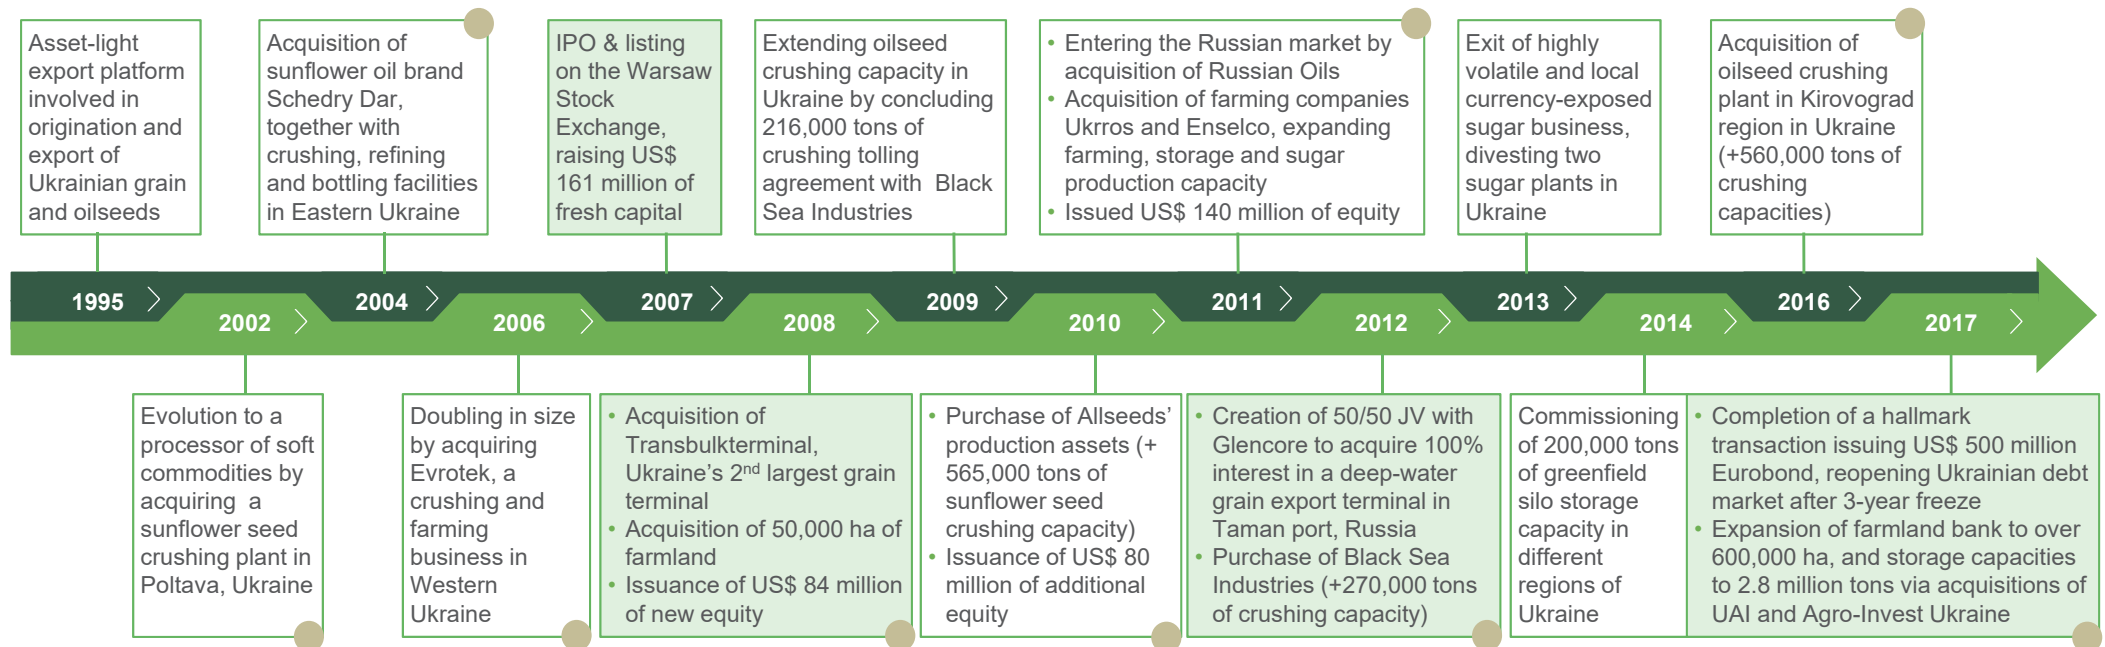 Asset-light
export platform
involved in
origination and
export of
Ukrainian grain
and oilseeds
Acquisition of
sunflower oil brand
Schedry Dar,
together with
crushing, refining
and bottling facilities
in Eastern Ukraine
IPO & listing
on the Warsaw
Stock
Exchange,
raising US$
161 million of
fresh capital
Extending oilseed
crushing capacity in
Ukraine by concluding
216,000 tons of
crushing tolling
agreement with Black
Sea Industries
• Entering the Russian market by
acquisition of Russian Oils
• Acquisition of farming companies
Ukrros and Enselco, expanding
farming, storage and sugar
production capacity
• Issued US$ 140 million of equity
Exit of highly
volatile and local
currency-exposed
sugar business,
divesting two
sugar plants in
Ukraine
Acquisition of
oilseed crushing
plant in Kirovograd
region in Ukraine
(+560,000 tons of
crushing
capacities)
1995
2002
2004
2006
2007
2008
2009
2010
2011
2012
2013
2014
2016
2017
Evolution to a
processor of soft
commodities by
acquiring a
sunflower seed
crushing plant in
Poltava, Ukraine
Doubling in size
by acquiring
Evrotek, a
crushing and
farming
business in
Western
Ukraine
• Acquisition of
Transbulkterminal,
Ukraine’s 2nd largest grain
terminal
• Acquisition of 50,000 ha of
farmland
• Issuance of US$ 84 million
of new equity
• Purchase of Allseeds’
production assets (+
565,000 tons of
sunflower seed
crushing capacity)
• Issuance of US$ 80
million of additional
equity
• Creation of 50/50 JV with
Glencore to acquire 100%
interest in a deep-water
grain export terminal in
Taman port, Russia
• Purchase of Black Sea
Industries (+270,000 tons
of crushing capacity)
Commissioning
of 200,000 tons
of greenfield
silo storage
capacity in
different
regions of
Ukraine
• Completion of a hallmark
transaction issuing US$ 500 million
Eurobond, reopening Ukrainian debt
market after 3-year freeze
• Expansion of farmland bank to over
600,000 ha, and storage capacities
to 2.8 million tons via acquisitions of
UAI and Agro-Invest Ukraine